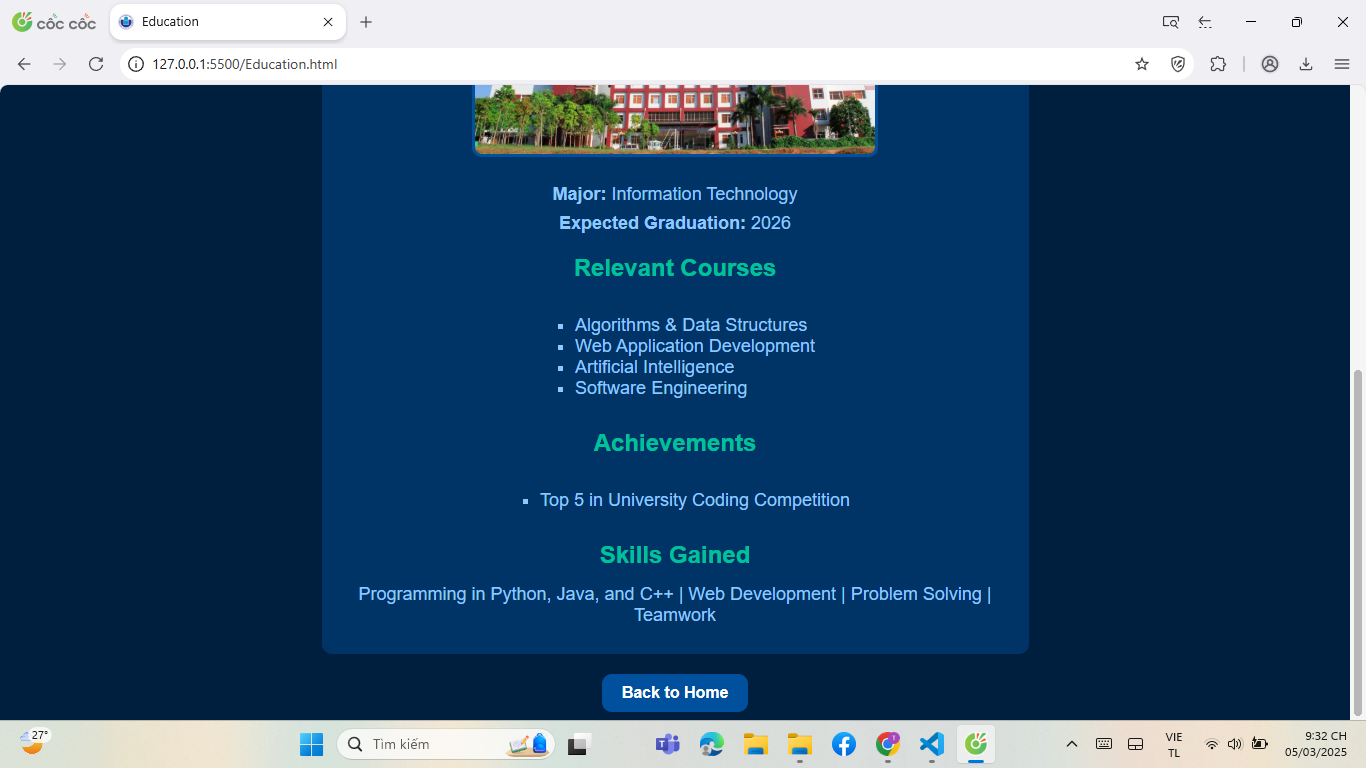 cốc cốc
Education
127.0.0.1:5500/Education.html
Major: Information Technology
Expected Graduation: 2026
Relevant Courses
Algorithms & Data Structures
Web Application Development
Artificial Intelligence
Software Engineering
Achievements
Top 5 in University Coding Competition
Skills Gained
Programming in Python, Java, and C++ | Web Development | Problem Solving |
Teamwork
Back to Home
27°
Tìm kiếm
VIE
TL
9:32 CH
05/03/2025